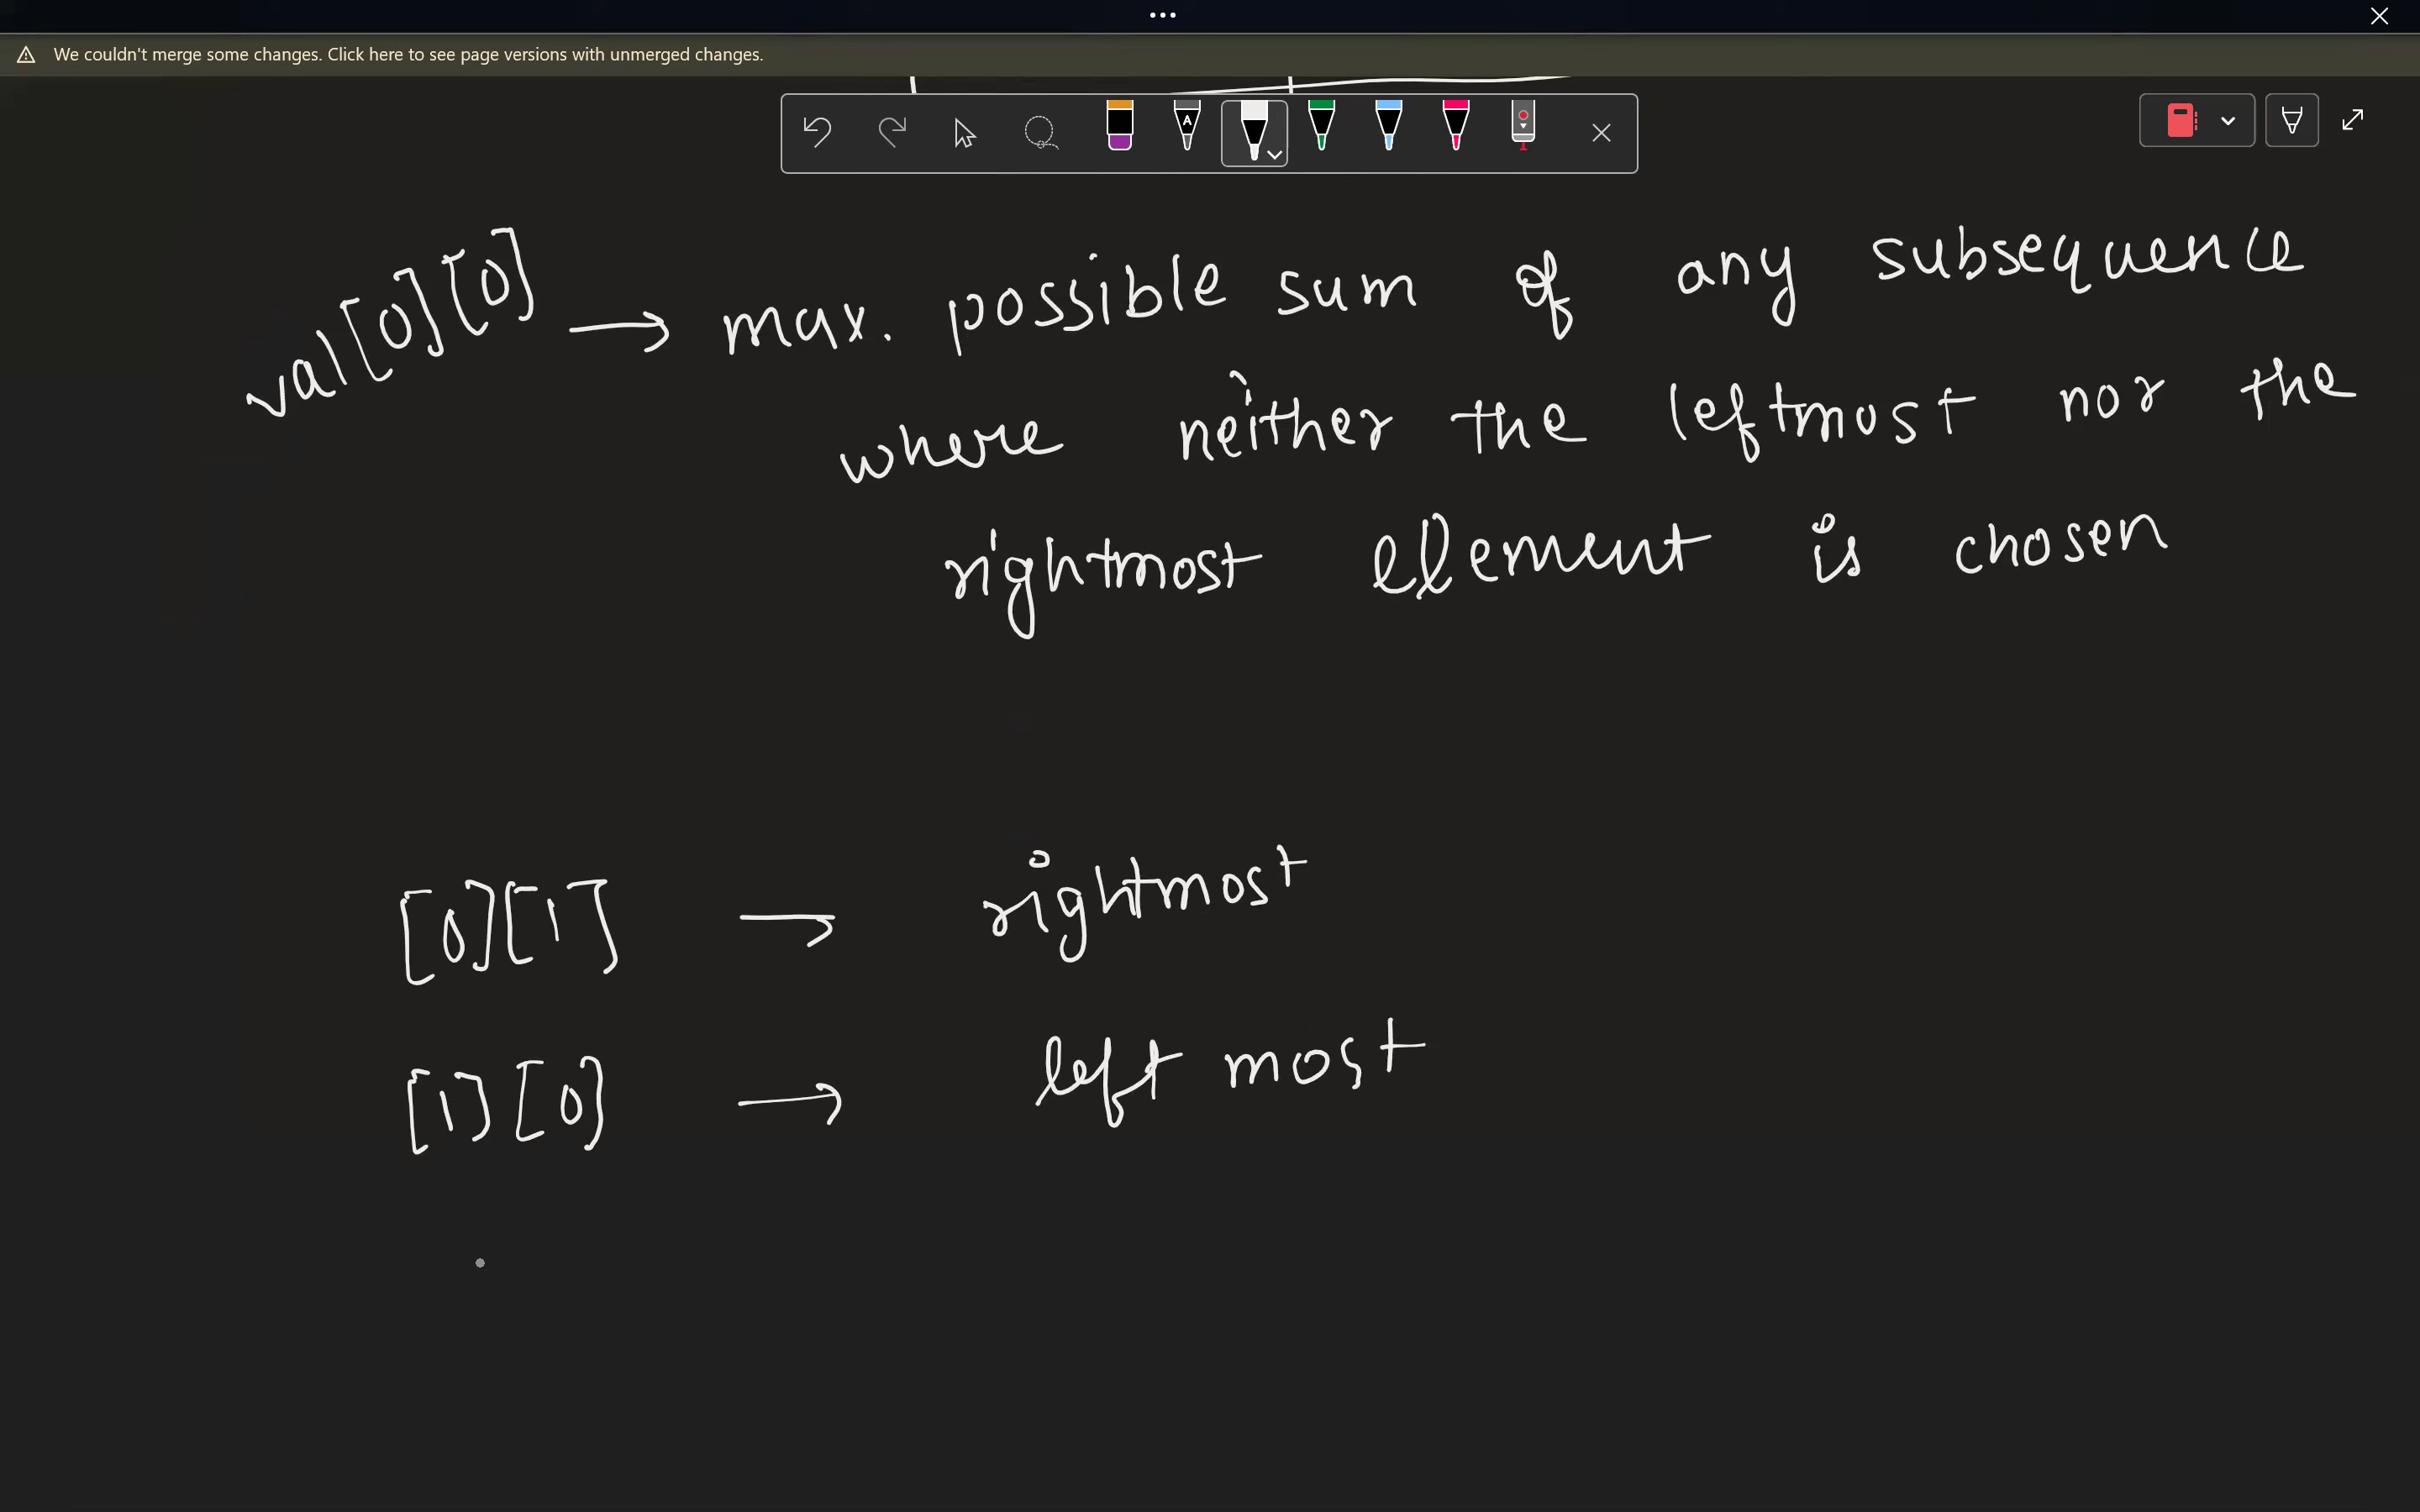 We couldn't merge some changes. Click here to see page versions with unmerged changes.
A
val[0][0] → max. possible sum of any subsequence
where neither the leftmost nor the
rightmost element is chosen
[0][1] → rightmost
[1][0] → left most